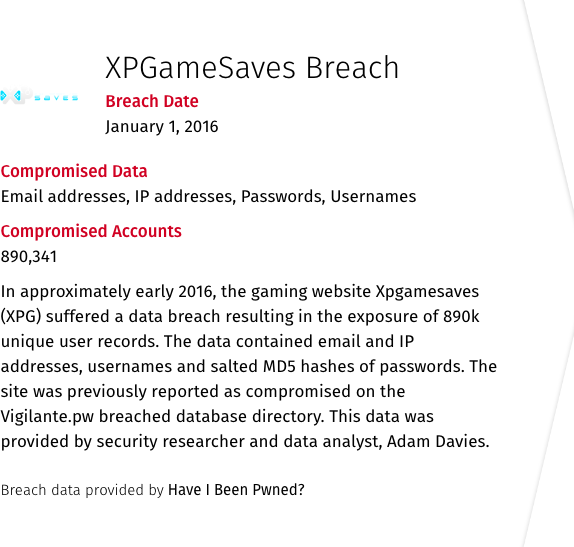 XPGameSaves Breach
Breach Date
January 1, 2016
SAVES
Compromised Data
Email addresses, IP addresses, Passwords, Usernames
Compromised Accounts
890,341
In approximately early 2016, the gaming website Xpgamesaves
(XPG) suffered a data breach resulting in the exposure of 890k
unique user records. The data contained email and IP
addresses, usernames and salted MD5 hashes of passwords. The
site was previously reported as compromised on the
Vigilante.pw breached database directory. This data was
provided by security researcher and data analyst, Adam Davies.
Breach data provided by Have I Been Pwned?